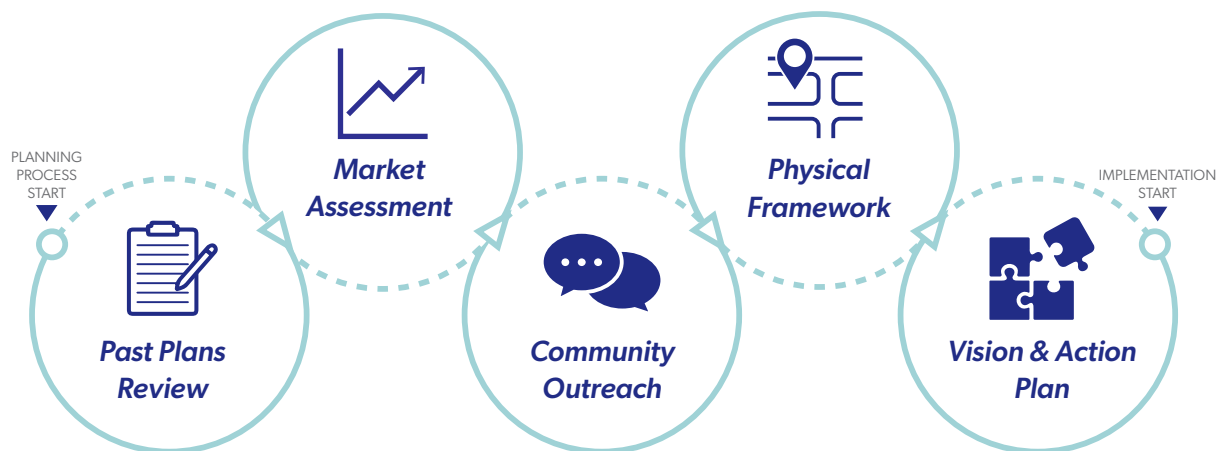 PLANNING
PROCESS
START
Past Plans
Review
Market
Assessment
Community
Outreach
Physical
Framework
IMPLEMENTATION
START
Vision & Action
Plan